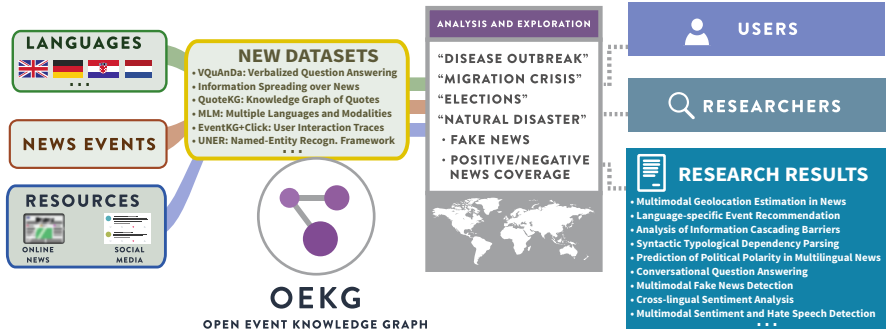 LANGUAGES
...
NEWS EVENTS
RESOURCES
ONLINE
NEWS
SOCIAL
MEDIA
NEW DATASETS
• VQuAnDa: Verbalized Question Answering
• Information Spreading over News
• QuoteKG: Knowledge Graph of Quotes
• MLM: Multiple Languages and Modalities
• EventKG+Click: User Interaction Traces
• UNER: Named-Entity Recogn. Framework
...
OEKG
OPEN EVENT KNOWLEDGE GRAPH
ANALYSIS AND EXPLORATION
“DISEASE OUTBREAK”
“MIGRATION CRISIS”
“ELECTIONS”
“NATURAL DISASTER”
· FAKE NEWS
· POSITIVE/NEGATIVE
NEWS COVERAGE
USERS
RESEARCHERS
RESEARCH RESULTS
• Multimodal Geolocation Estimation in News
• Language-specific Event Recommendation
• Analysis of Information Cascading Barriers
• Syntactic Typological Dependency Parsing
• Prediction of Political Polarity in Multilingual News
• Conversational Question Answering
• Multimodal Fake News Detection
• Cross-lingual Sentiment Analysis
• Multimodal Sentiment and Hate Speech Detection
...